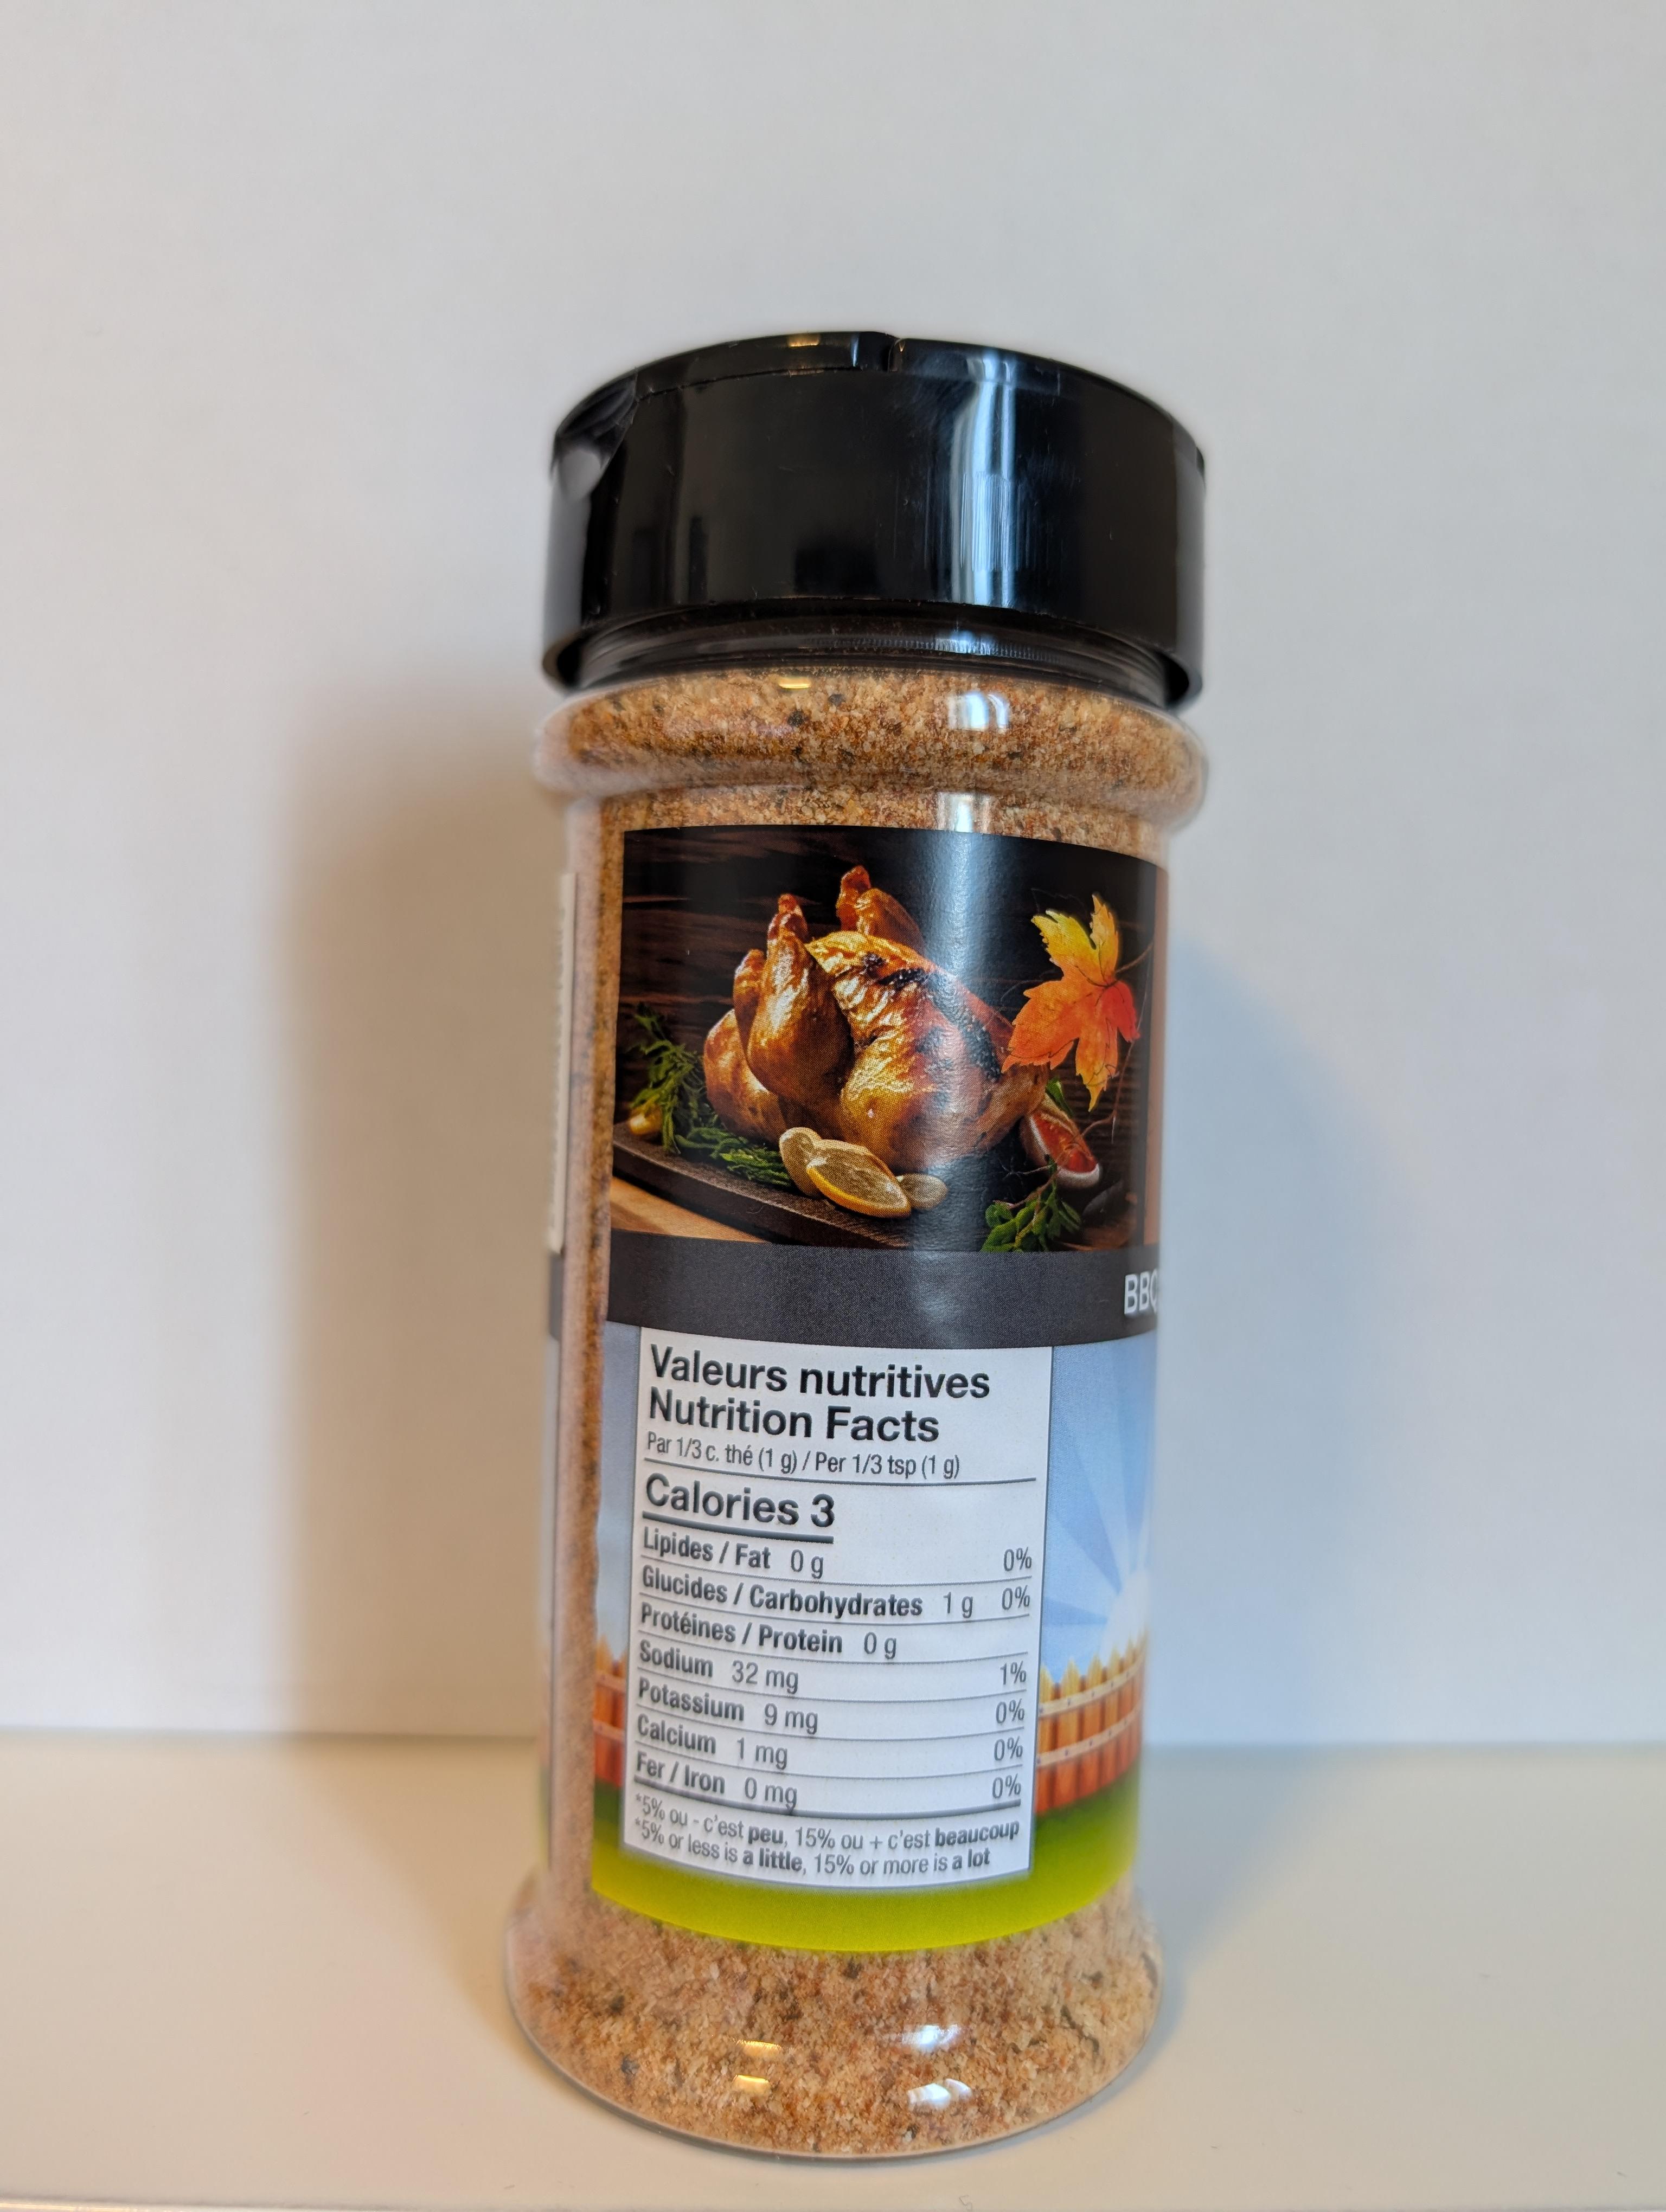 BBQ
Valeurs nutritives
Nutrition Facts
Par 1/3 c. thé (1 g) / Per 1/3 tsp (1 g)
Calories 3
Lipides / Fat 0 g 0%
Glucides / Carbohydrates 1 g 0%
Protéines / Protein 0 g
Sodium 32 mg 1%
Potassium 9 mg 0%
Calcium 1 mg 0%
Fer / Iron 0 mg 0%
*5% ou - c'est peu, 15% ou + c'est beaucoup
*5% or less is a little, 15% or more is a lot